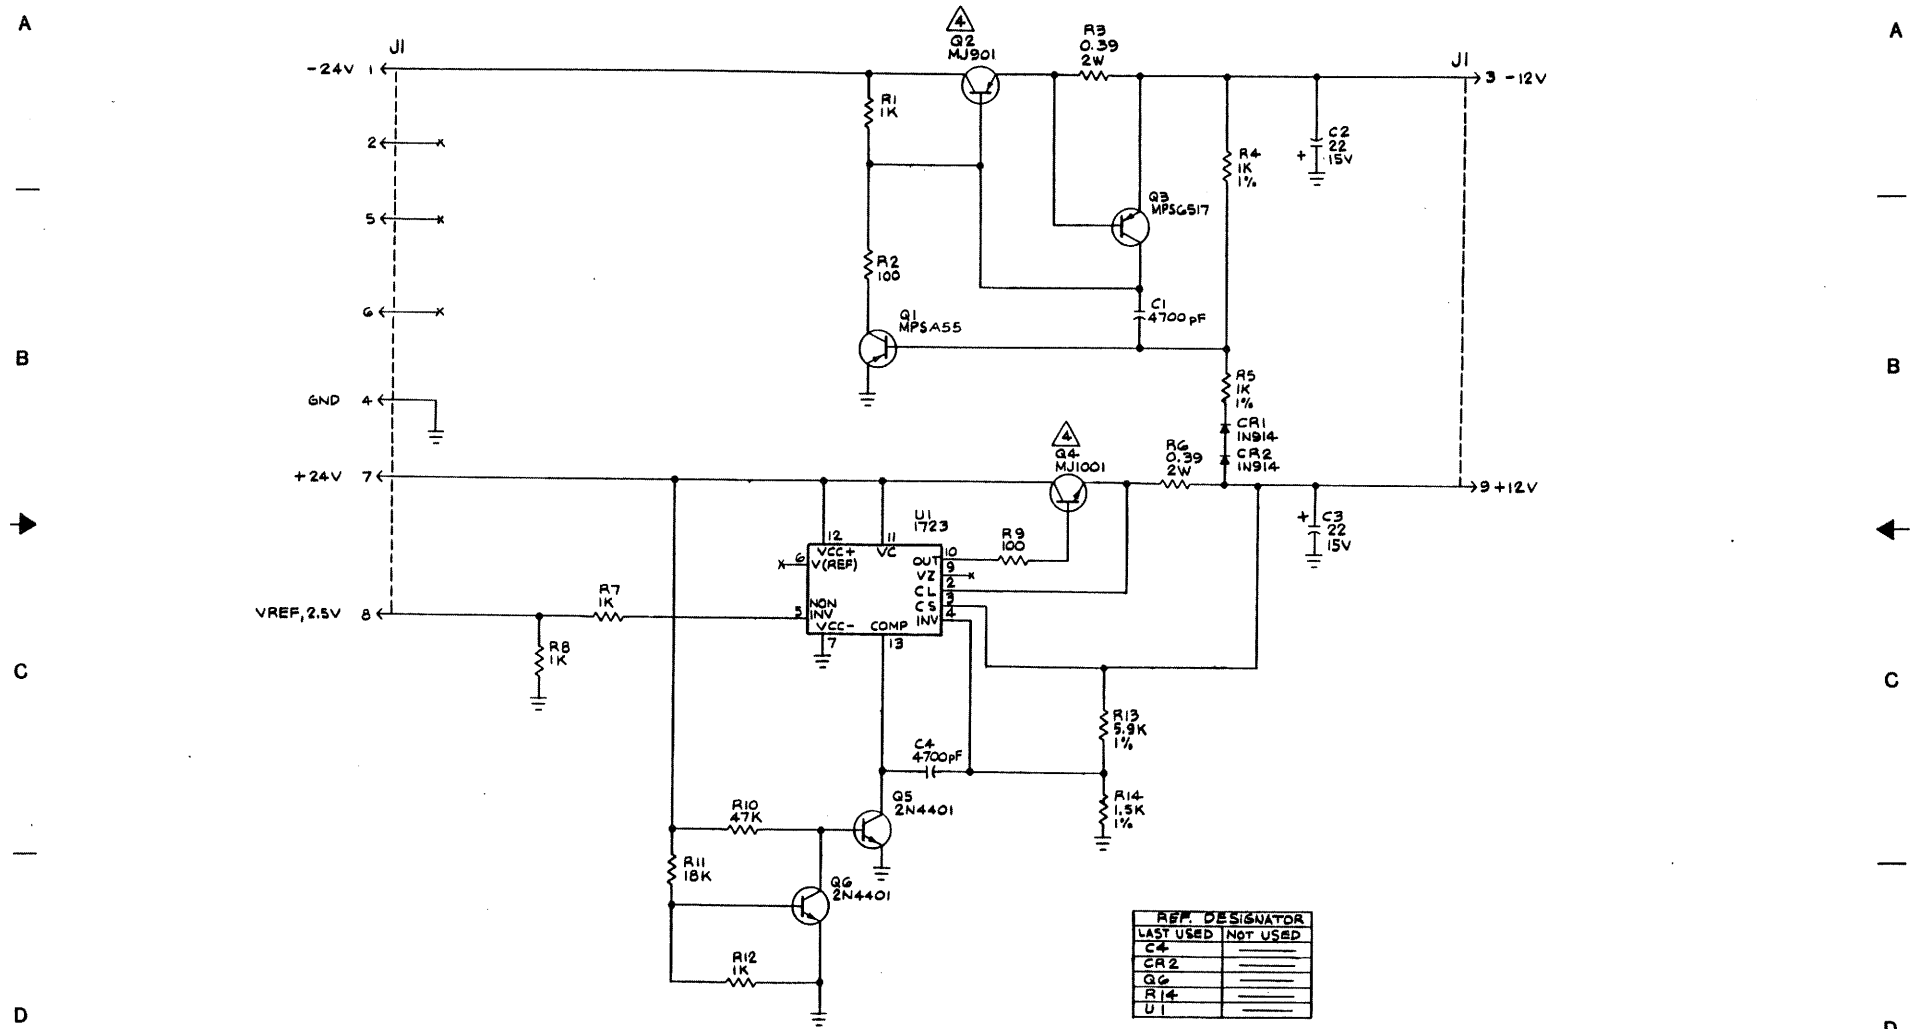 A
A
J1
4
Q2
MJ901
R3
0.39
2W
J1
-24V 1
3 -12V
R1
1K
2
C2
22
15V
+
R4
1K
1%
5
Q3
MPS6517
R2
100
6
C1
4700pF
Q1
MPSA55
B
B
R5
1K
1%
GND 4
CR1
1N914
4
Q4
MJ1001
R6
0.39
2W
CR2
1N914
+24V 7
9 +12V
U1
1723
+
C3
22
15V
12
11
R9
100
6
VCC+
V(REF)
VC
OUT
10
VZ
9
CL
2
CS
3
INV
4
R7
1K
VREF, 2.5V 8
5
NON
INV
VCC-
COMP
7
13
R8
1K
C
C
R13
5.9K
1%
C4
4700pF
R14
1.5K
1%
Q5
2N4401
R10
47K
R11
18K
Q6
2N4401
R12
1K
REF. DESIGNATOR
LAST USED NOT USED
C4
CR2
Q6
R14
U1
D
D